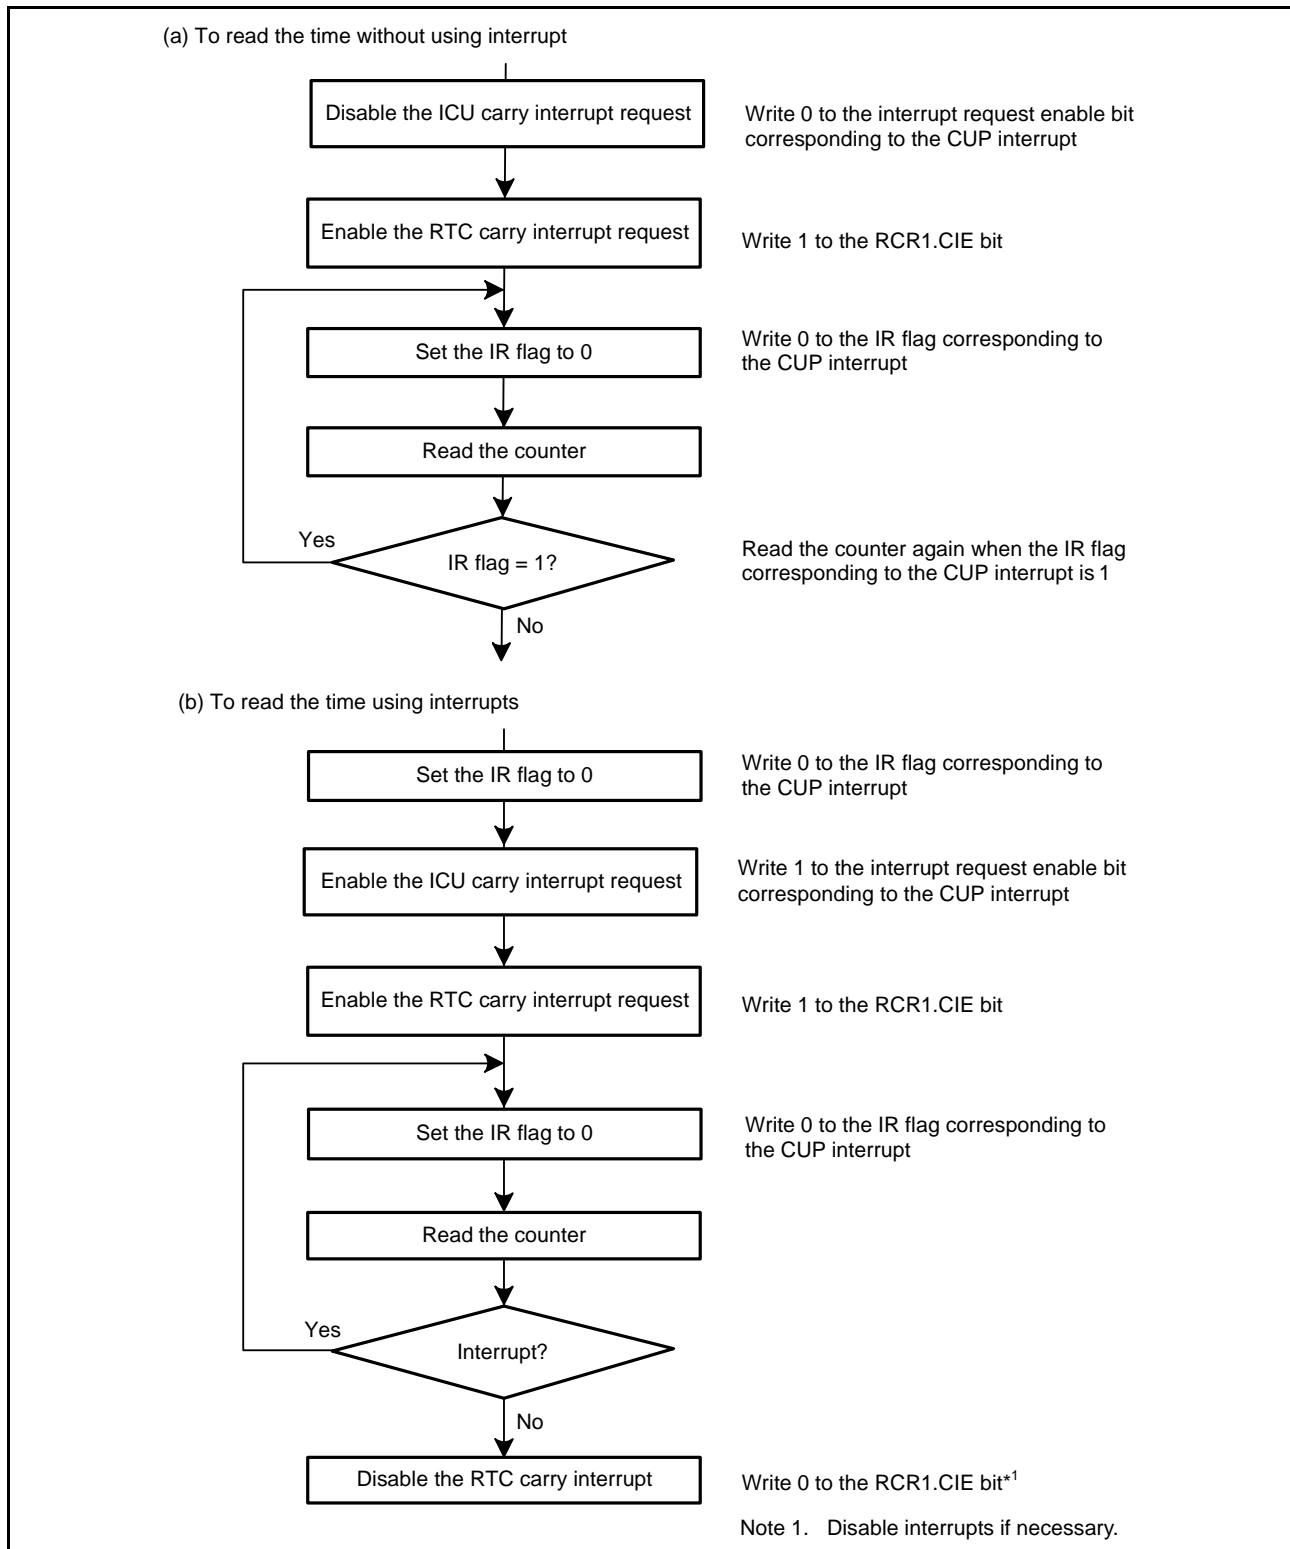 (a) To read the time without using interrupt
Disable the ICU carry interrupt request
Write 0 to the interrupt request enable bit
corresponding to the CUP interrupt
Enable the RTC carry interrupt request
Write 1 to the RCR1.CIE bit
Set the IR flag to 0
Write 0 to the IR flag corresponding to
the CUP interrupt
Read the counter
Yes
IR flag = 1?
Read the counter again when the IR flag
corresponding to the CUP interrupt is 1
No
(b) To read the time using interrupts
Set the IR flag to 0
Write 0 to the IR flag corresponding to
the CUP interrupt
Enable the ICU carry interrupt request
Write 1 to the interrupt request enable bit
corresponding to the CUP interrupt
Enable the RTC carry interrupt request
Write 1 to the RCR1.CIE bit
Set the IR flag to 0
Write 0 to the IR flag corresponding to
the CUP interrupt
Read the counter
Yes
Interrupt?
No
Disable the RTC carry interrupt
Write 0 to the RCR1.CIE bit*1
Note 1. Disable interrupts if necessary.